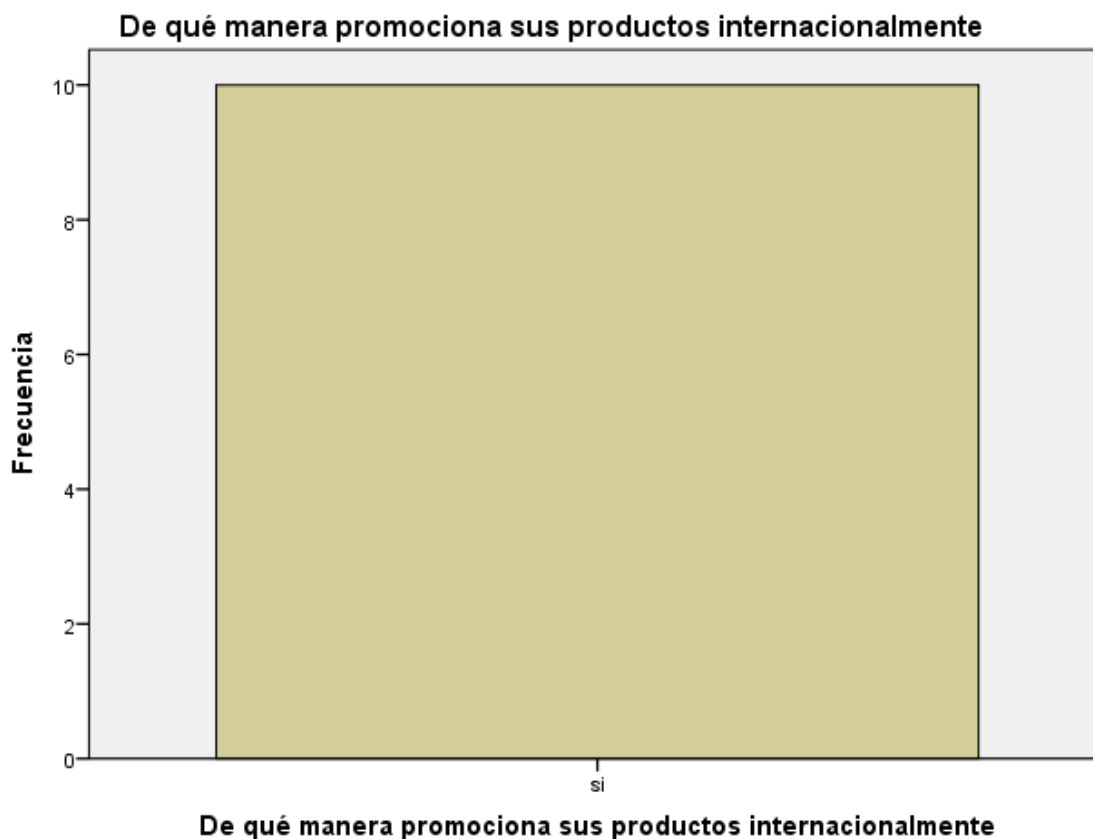 De qué manera promociona sus productos internacionalmente
10
8
6
4
2
0
Frecuencia
si
De qué manera promociona sus productos internacionalmente